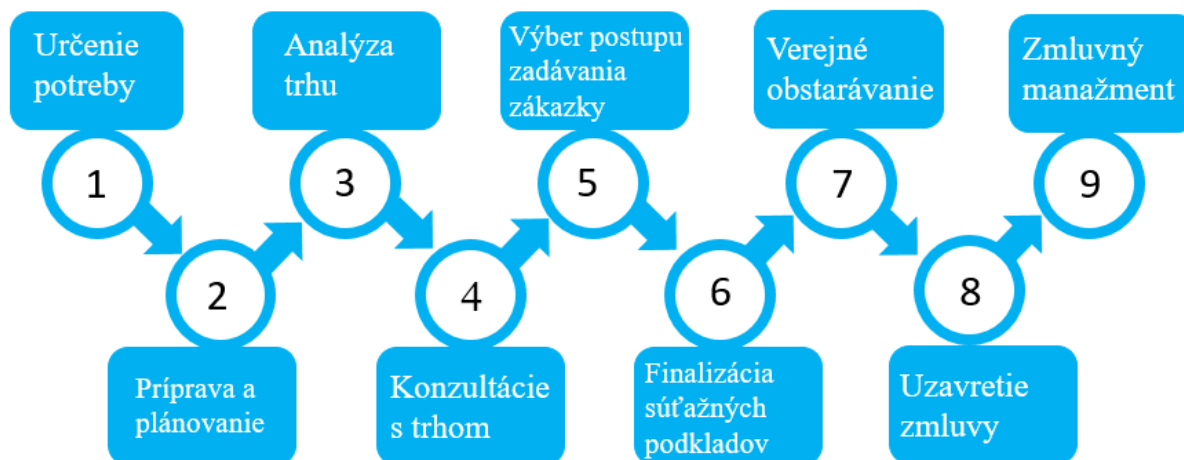 Určenie
potreby
1
2
Príprava a
plánovanie
Analýza
trhu
3
4
Konzultácie
s trhom
Výber postupu
zadávania
zákazky
5
6
Finalizácia
súťažných
podkladov
Verejné
obstarávanie
7
8
Uzavretie
zmluvy
Zmluvný
manažment
9